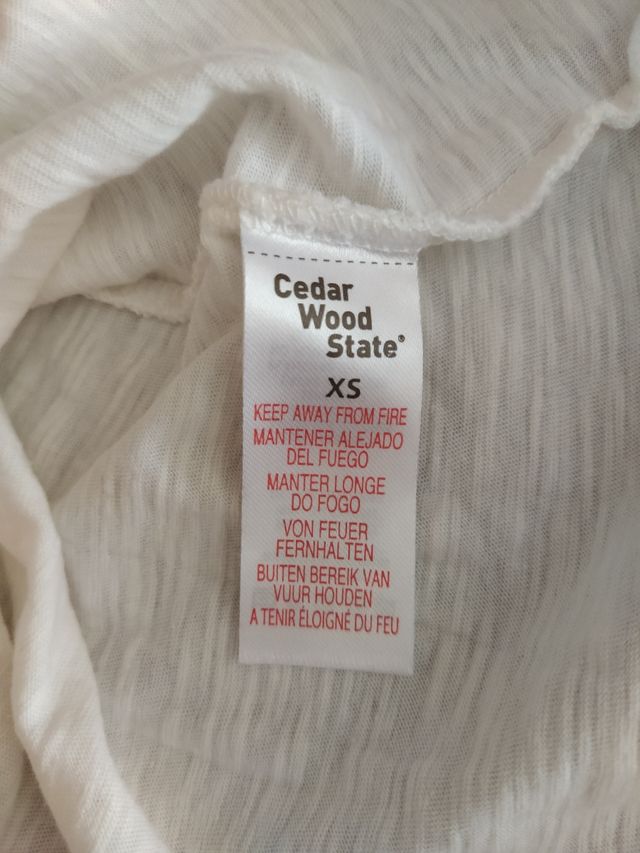 Cedar
Wood
State®
XS
KEEP AWAY FROM FIRE
MANTENER ALEJADO
DEL FUEGO
MANTER LONGE
DO FOGO
VON FEUER
FERNHALTEN
BUITEN BEREIK VAN
VUUR HOUDEN
A TENIR ÉLOIGNÉ DU FEU